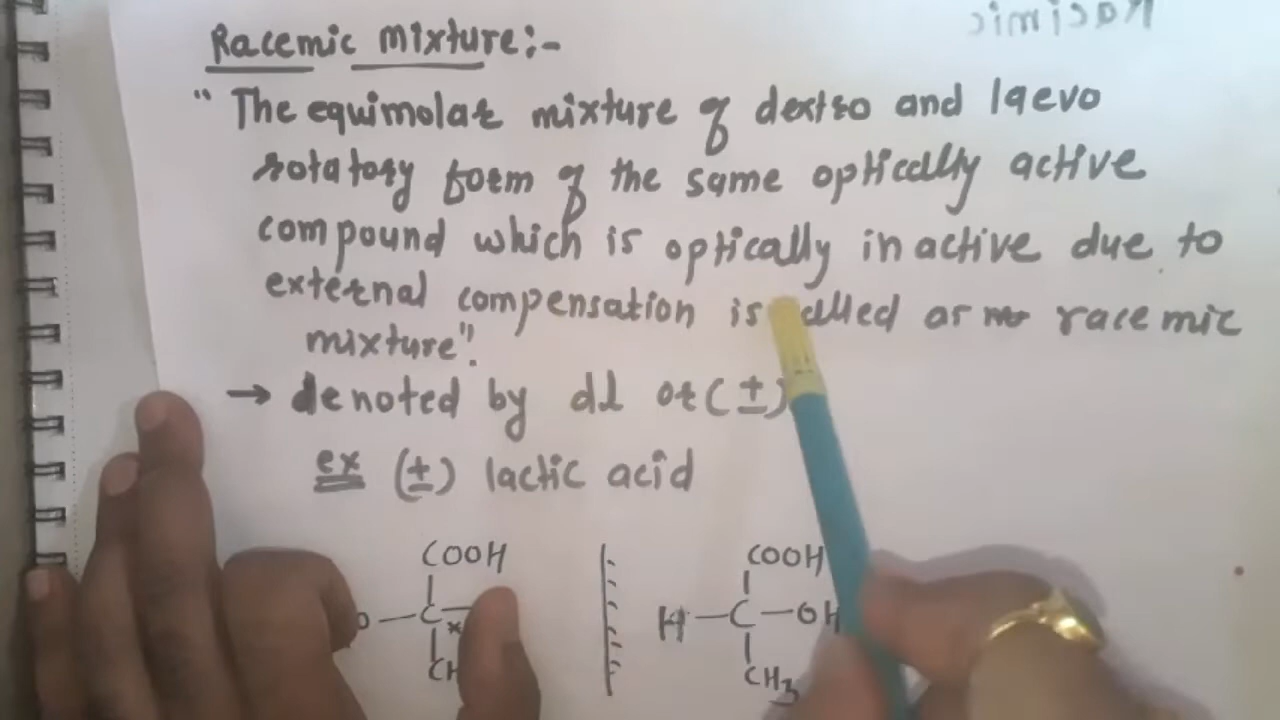 Racemic mixture:-
" The equimolar mixture of dextro and laevo
rotatory form of the same optically active
compound which is optically inactive due to
external compensation is called as racemic
mixture".
→ denoted by dl or (±)
ex (±) lactic acid
COOH COOH
C H—C—OH
* 
CH CH3